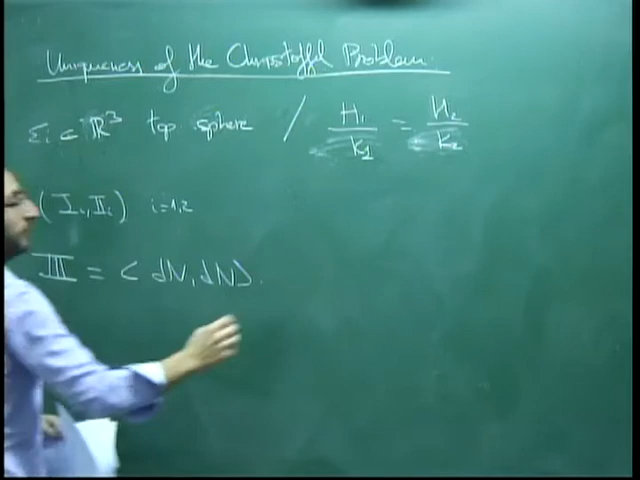 Uniqueness of the Christoffel Problem.
Σᵢ ⊂ ℝ³ top sphere / H₁/K₁ = H₂/K₂
(Iᵢ, IIᵢ) i=1,2
III = < dN, dN >.